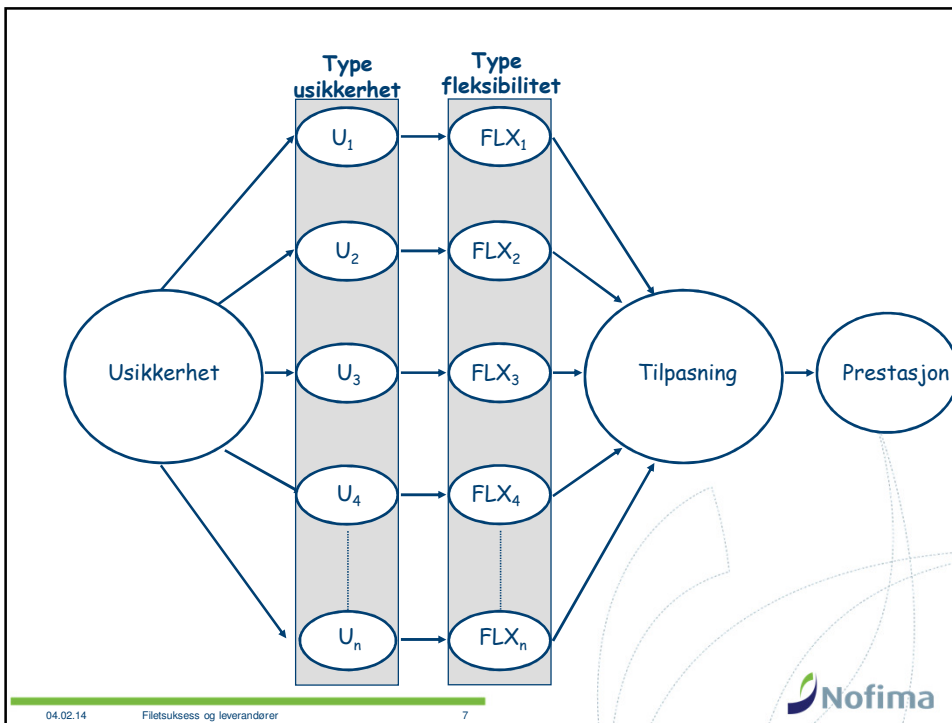 Type
usikkerhet
Type
fleksibilitet
U₁
FLX₁
U₂
FLX₂
Usikkerhet
U₃
FLX₃
Tilpasning
Prestasjon
U₄
FLX₄
Uₙ
FLXₙ
04.02.14
Filetsuksess og leverandører
7
Nofima